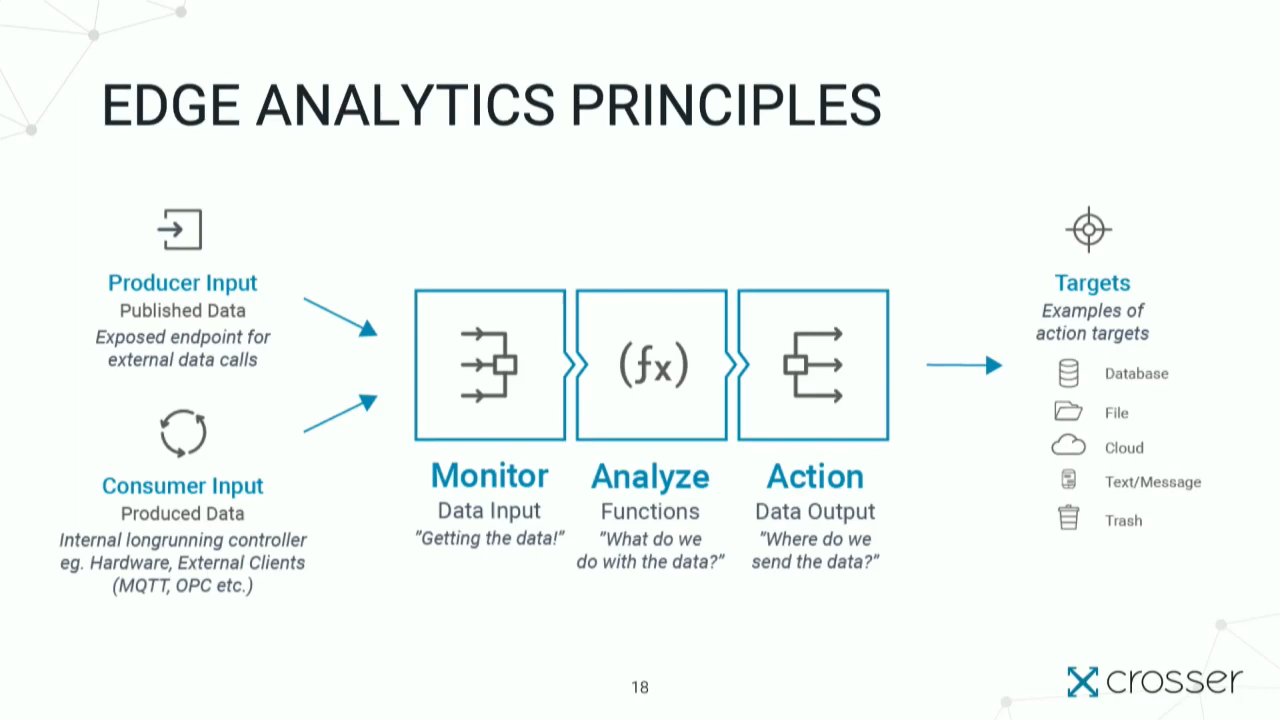 EDGE ANALYTICS PRINCIPLES
Producer Input
Published Data
Exposed endpoint for
external data calls
Consumer Input
Produced Data
Internal longrunning controller
eg. Hardware, External Clients
(MQTT, OPC etc.)
Monitor
Data Input
"Getting the data!"
(fx)
Analyze
Functions
"What do we
do with the data?"
Action
Data Output
"Where do we
send the data?"
Targets
Examples of
action targets
Database
File
Cloud
Text/Message
Trash
18
crosser